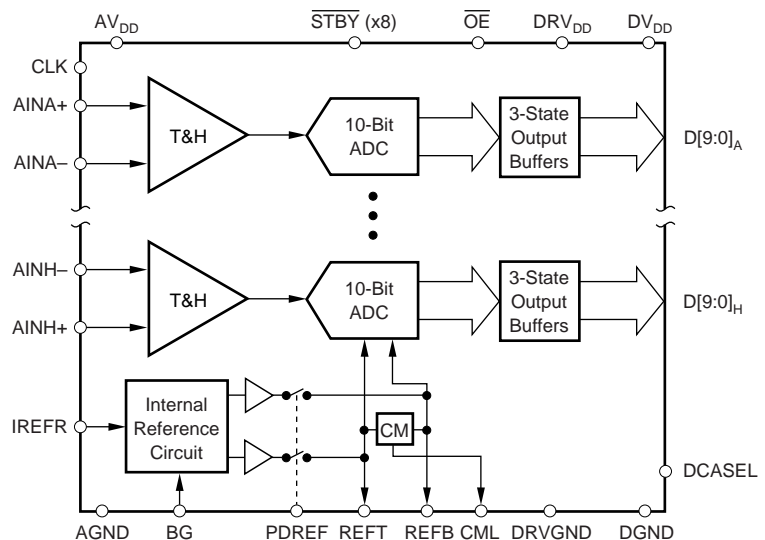 AVDD
STBY (x8)
OE
DRVDD
DVDD
CLK
AINA+
AINA–
T&H
10-Bit
ADC
3-State
Output
Buffers
D[9:0]A
AINH–
AINH+
T&H
10-Bit
ADC
3-State
Output
Buffers
D[9:0]H
IREFR
Internal
Reference
Circuit
CM
DCASEL
AGND
BG
PDREF
REFT
REFB
CML
DRVGND
DGND